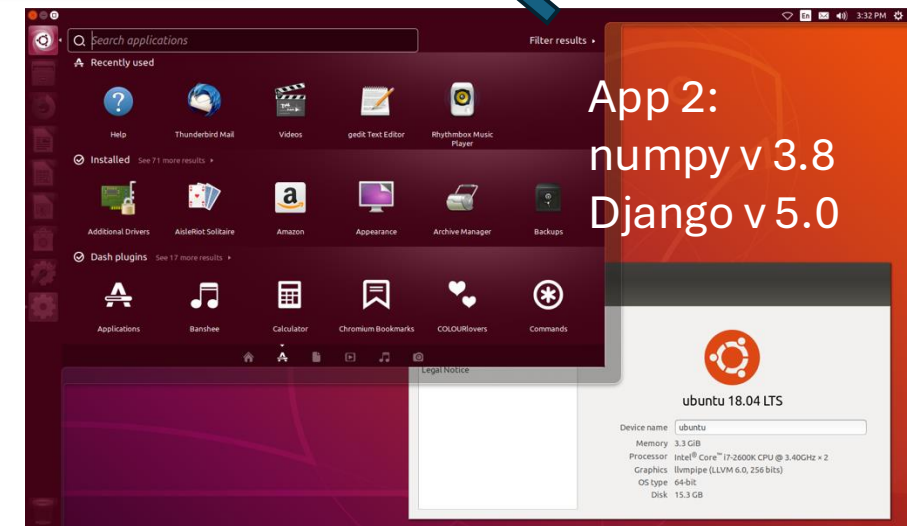 En 3:32 PM
Search applications
Filter results
Recently used
Help Thunderbird Mail Videos gedit Text Editor Rhythmbox Music Player
Installed See 71 more results
Additional Drivers AisleRiot Solitaire Amazon Appearance Archive Manager Backups
Dash plugins See 17 more results
Applications Banshee Calculator Chromium Bookmarks COLOURlovers Commands
App 2:
numpy v 3.8
Django v 5.0
Legal Notice
ubuntu 18.04 LTS
Device name ubuntu
Memory 3.3 GiB
Processor Intel® Core™ i7-2600K CPU @ 3.40GHz × 2
Graphics llvmpipe (LLVM 6.0, 256 bits)
OS type 64-bit
Disk 15.3 GB